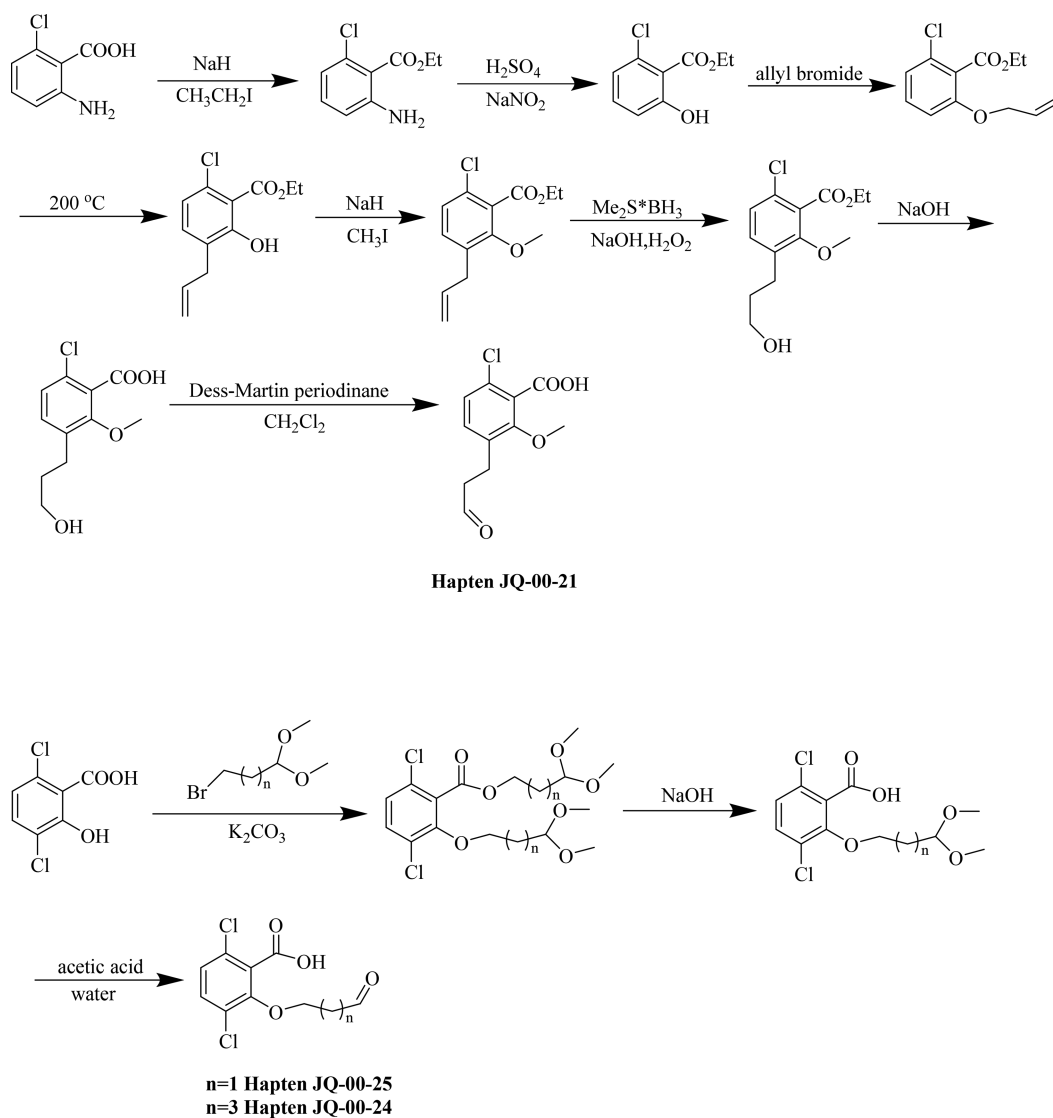 Cl
COOH
NH2
NaH
CH3CH2I
Cl
CO2Et
NH2
H2SO4
NaNO2
Cl
CO2Et
OH
allyl bromide
Cl
CO2Et
O
200 °C
Cl
CO2Et
OH
NaH
CH3I
Cl
CO2Et
O
Me2S*BH3
NaOH,H2O2
Cl
CO2Et
O
OH
NaOH
Cl
COOH
O
OH
Dess-Martin periodinane
CH2Cl2
Cl
COOH
O
O
Hapten JQ-00-21
Cl
COOH
OH
Cl
Br
n
O
O
K2CO3
Cl
O
O
n
O
O
O
n
O
O
Cl
NaOH
Cl
O
OH
O
n
O
O
Cl
acetic acid
water
Cl
O
OH
O
n
O
Cl
n=1 Hapten JQ-00-25
n=3 Hapten JQ-00-24